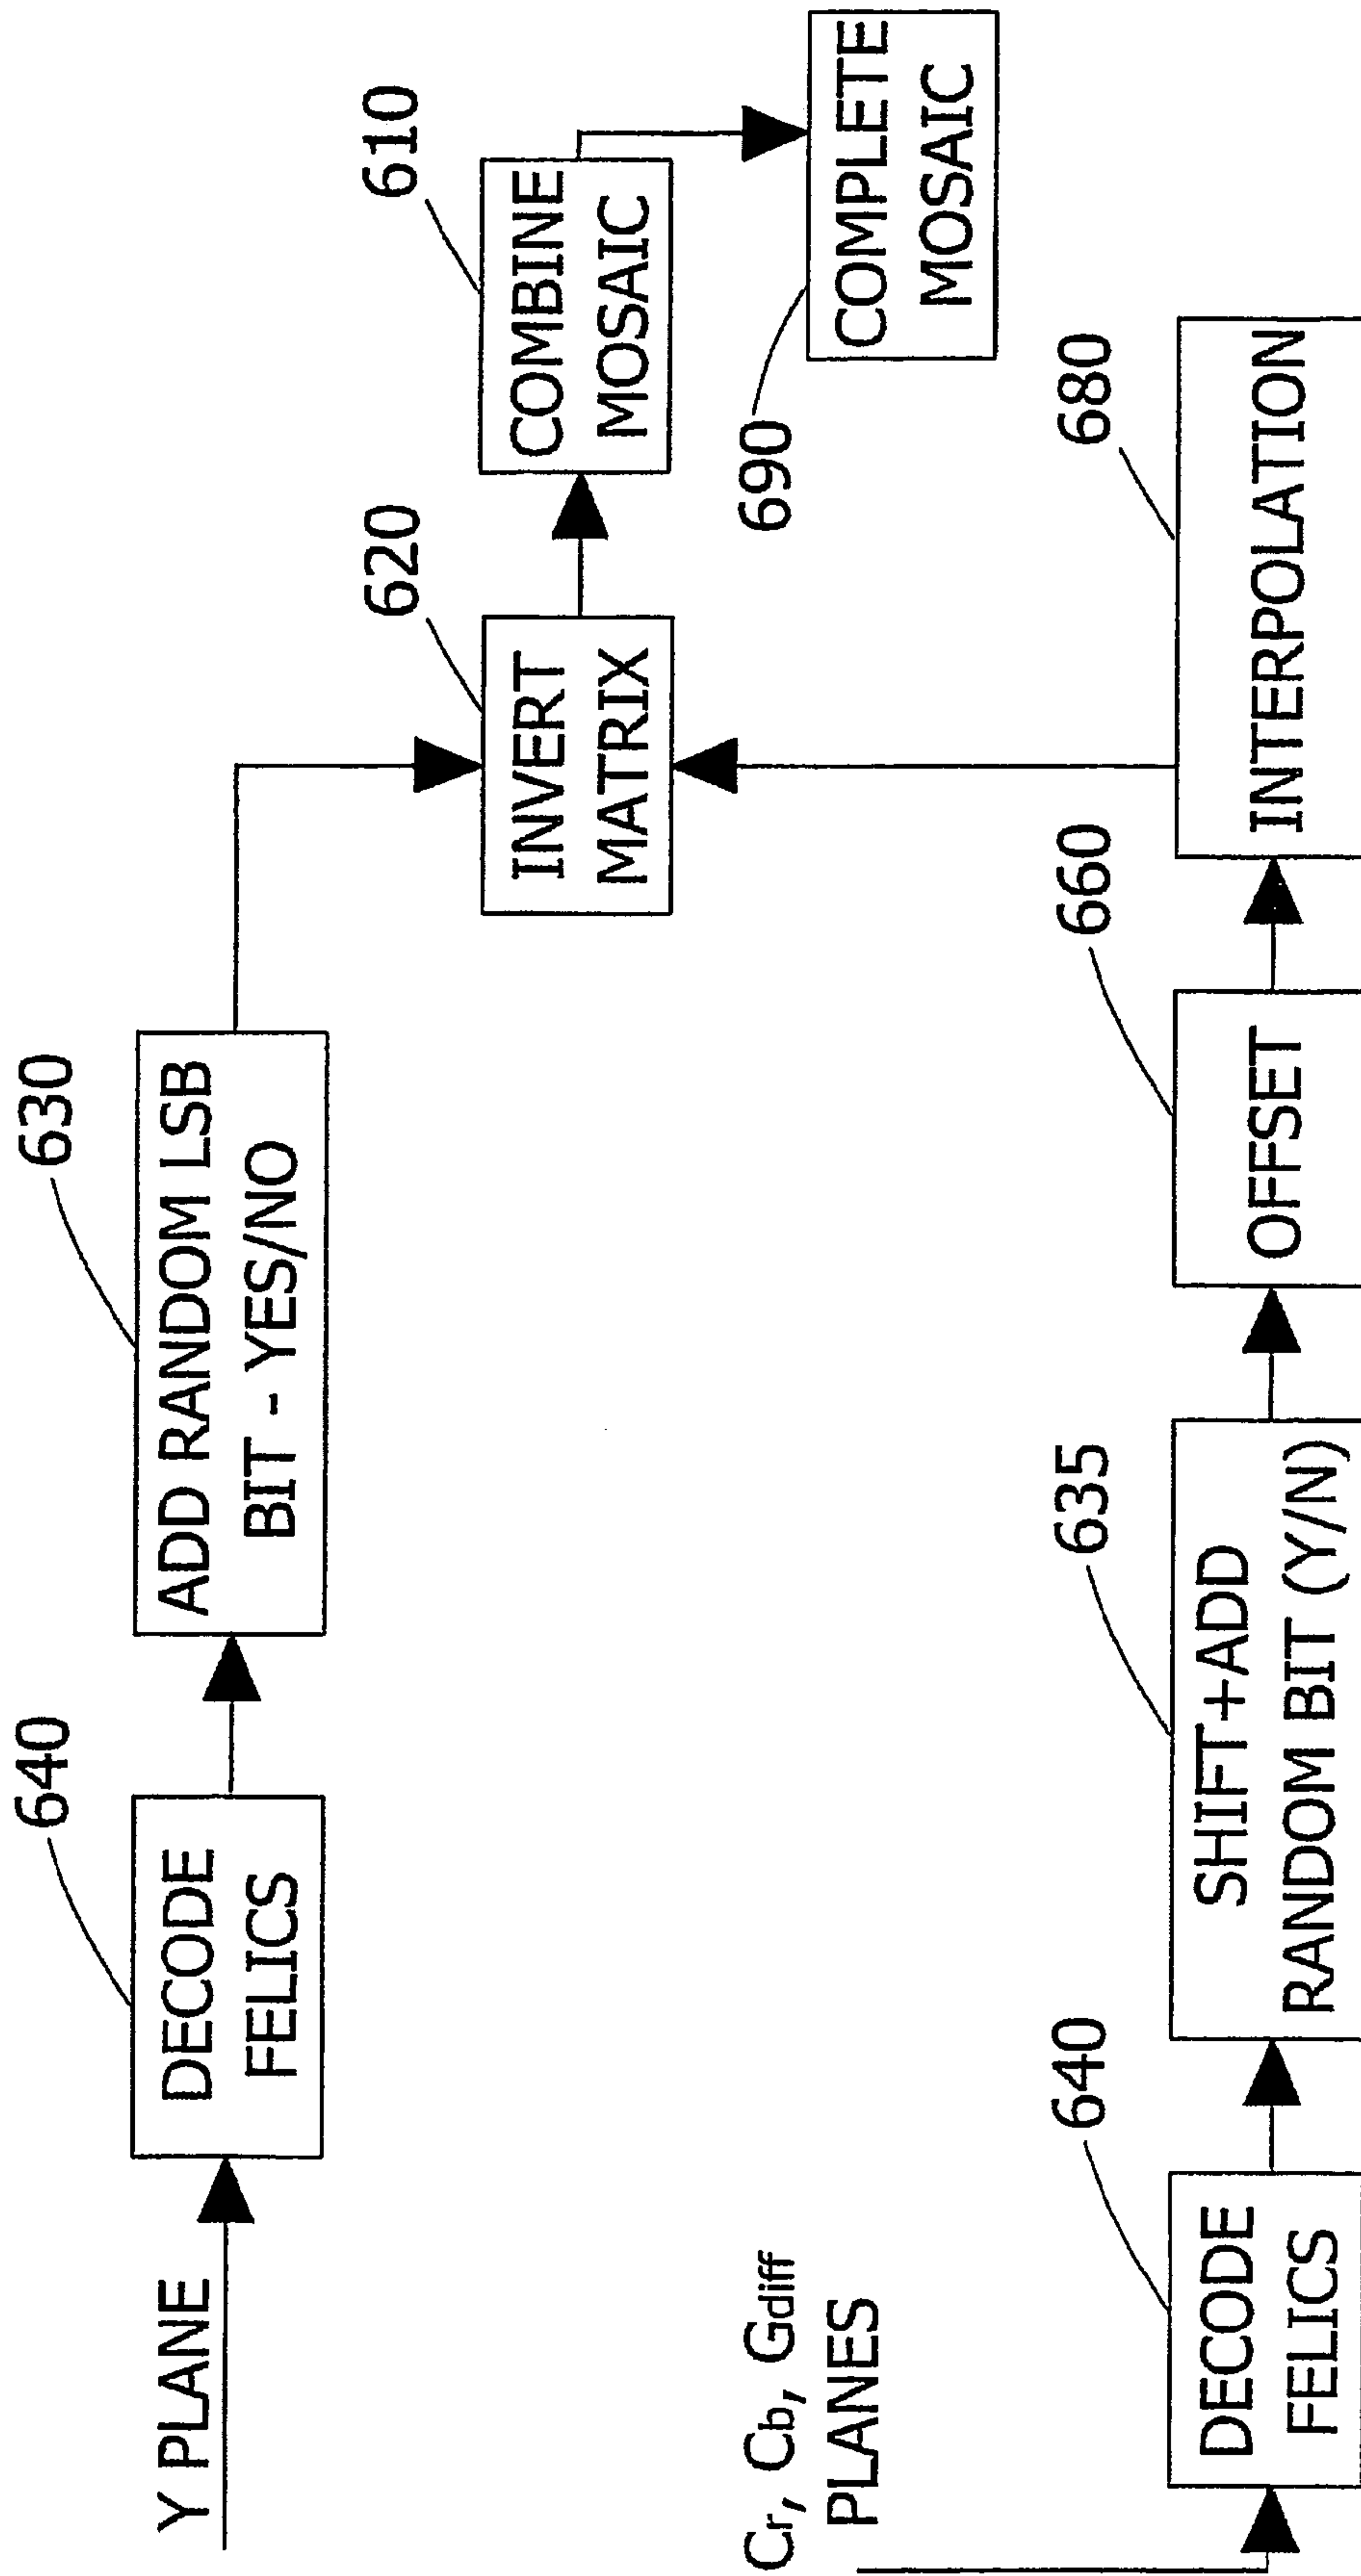 Y PLANE
640
DECODE
FELICS
630
ADD RANDOM LSB
BIT - YES/NO
620
INVERT
MATRIX
610
COMBINE
MOSAIC
690
COMPLETE
MOSAIC
Cr, Cb, Gdiff
PLANES
640
DECODE
FELICS
635
SHIFT+ADD
RANDOM BIT (Y/N)
660
OFFSET
680
INTERPOLATION